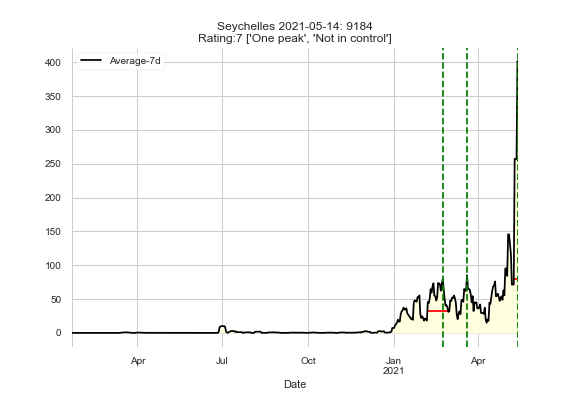 Seychelles 2021-05-14: 9184
Rating:7 ['One peak', 'Not in control']
Average-7d
400
350
300
250
200
150
100
50
0
Apr
Jul
Oct
Jan
2021
Apr
Date